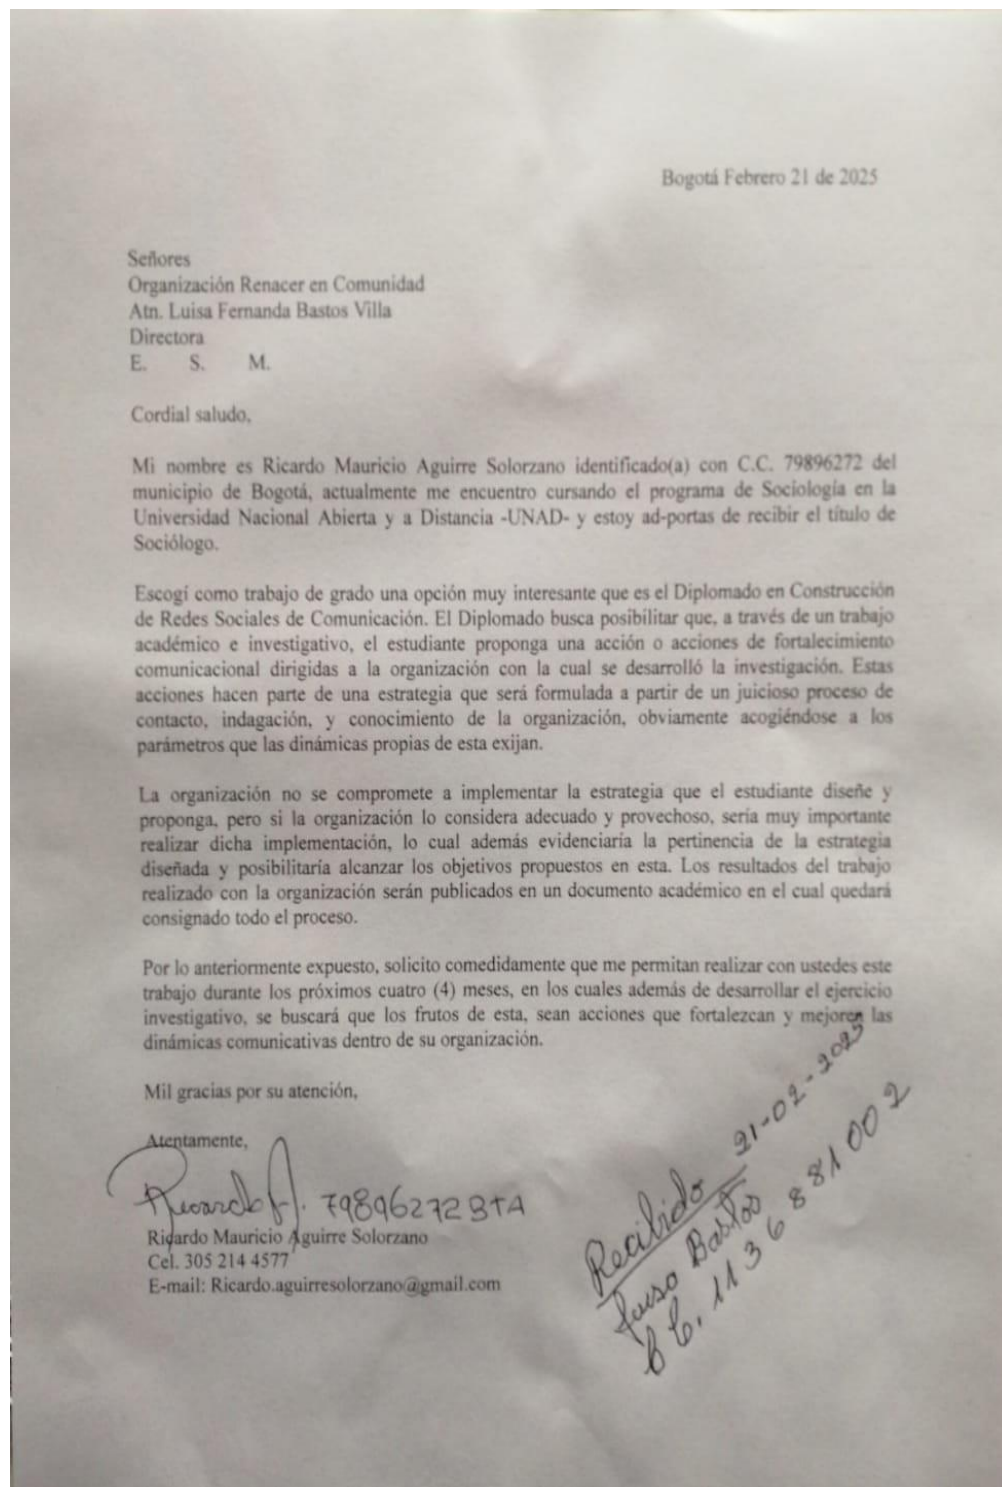 Bogotá Febrero 21 de 2025
Señores
Organización Renacer en Comunidad
Atn. Luisa Fernanda Bastos Villa
Directora
E. S. M.
Cordial saludo,
Mi nombre es Ricardo Mauricio Aguirre Solorzano identificado(a) con C.C. 79896272 del
municipio de Bogotá, actualmente me encuentro cursando el programa de Sociología en la
Universidad Nacional Abierta y a Distancia -UNAD- y estoy ad-portas de recibir el título de
Sociólogo.
Escogí como trabajo de grado una opción muy interesante que es el Diplomado en Construcción
de Redes Sociales de Comunicación. El Diplomado busca posibilitar que, a través de un trabajo
académico e investigativo, el estudiante proponga una acción o acciones de fortalecimiento
comunicacional dirigidas a la organización con la cual se desarrolló la investigación. Estas
acciones hacen parte de una estrategia que será formulada a partir de un juicioso proceso de
contacto, indagación, y conocimiento de la organización, obviamente acogiéndose a los
parámetros que las dinámicas propias de esta exijan.
La organización no se compromete a implementar la estrategia que el estudiante diseñe y
proponga, pero si la organización lo considera adecuado y provechoso, sería muy importante
realizar dicha implementación, lo cual además evidenciaría la pertinencia de la estrategia
diseñada y posibilitaría alcanzar los objetivos propuestos en esta. Los resultados del trabajo
realizado con la organización serán publicados en un documento académico en el cual quedará
consignado todo el proceso.
Por lo anteriormente expuesto, solicito comedidamente que me permitan realizar con ustedes este
trabajo durante los próximos cuatro (4) meses, en los cuales además de desarrollar el ejercicio
investigativo, se buscará que los frutos de esta, sean acciones que fortalezcan y mejoren las
dinámicas comunicativas dentro de su organización.
Mil gracias por su atención,
Atentamente,
Ricardo A. 79896272 BTA
Ricardo Mauricio Aguirre Solorzano
Cel. 305 214 4577
E-mail: Ricardo.aguirresolorzano@gmail.com
Recibido 21-02-2025
Luisa Bastos
CC. 1136881002